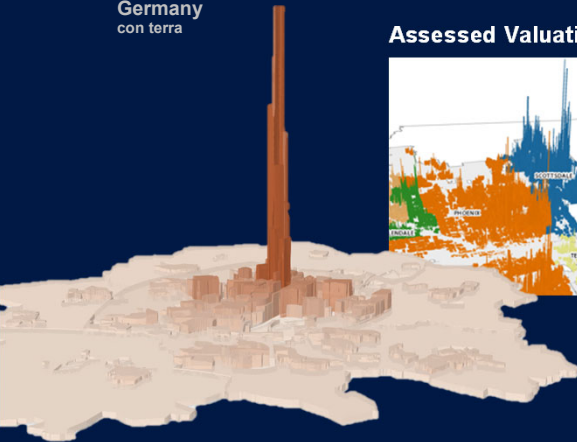 Germany
con terra
Assessed Valuati
SCOTTSDALE
PHOENIX
ENDALE